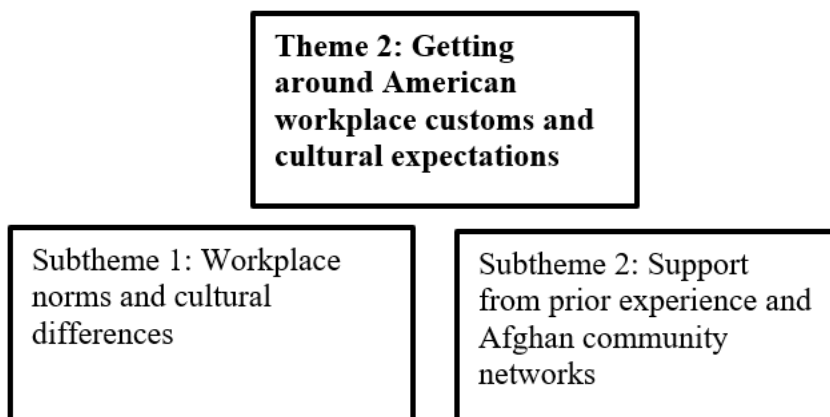 Theme 2: Getting
around American
workplace customs and
cultural expectations
Subtheme 1: Workplace
norms and cultural
differences
Subtheme 2: Support
from prior experience and
Afghan community
networks